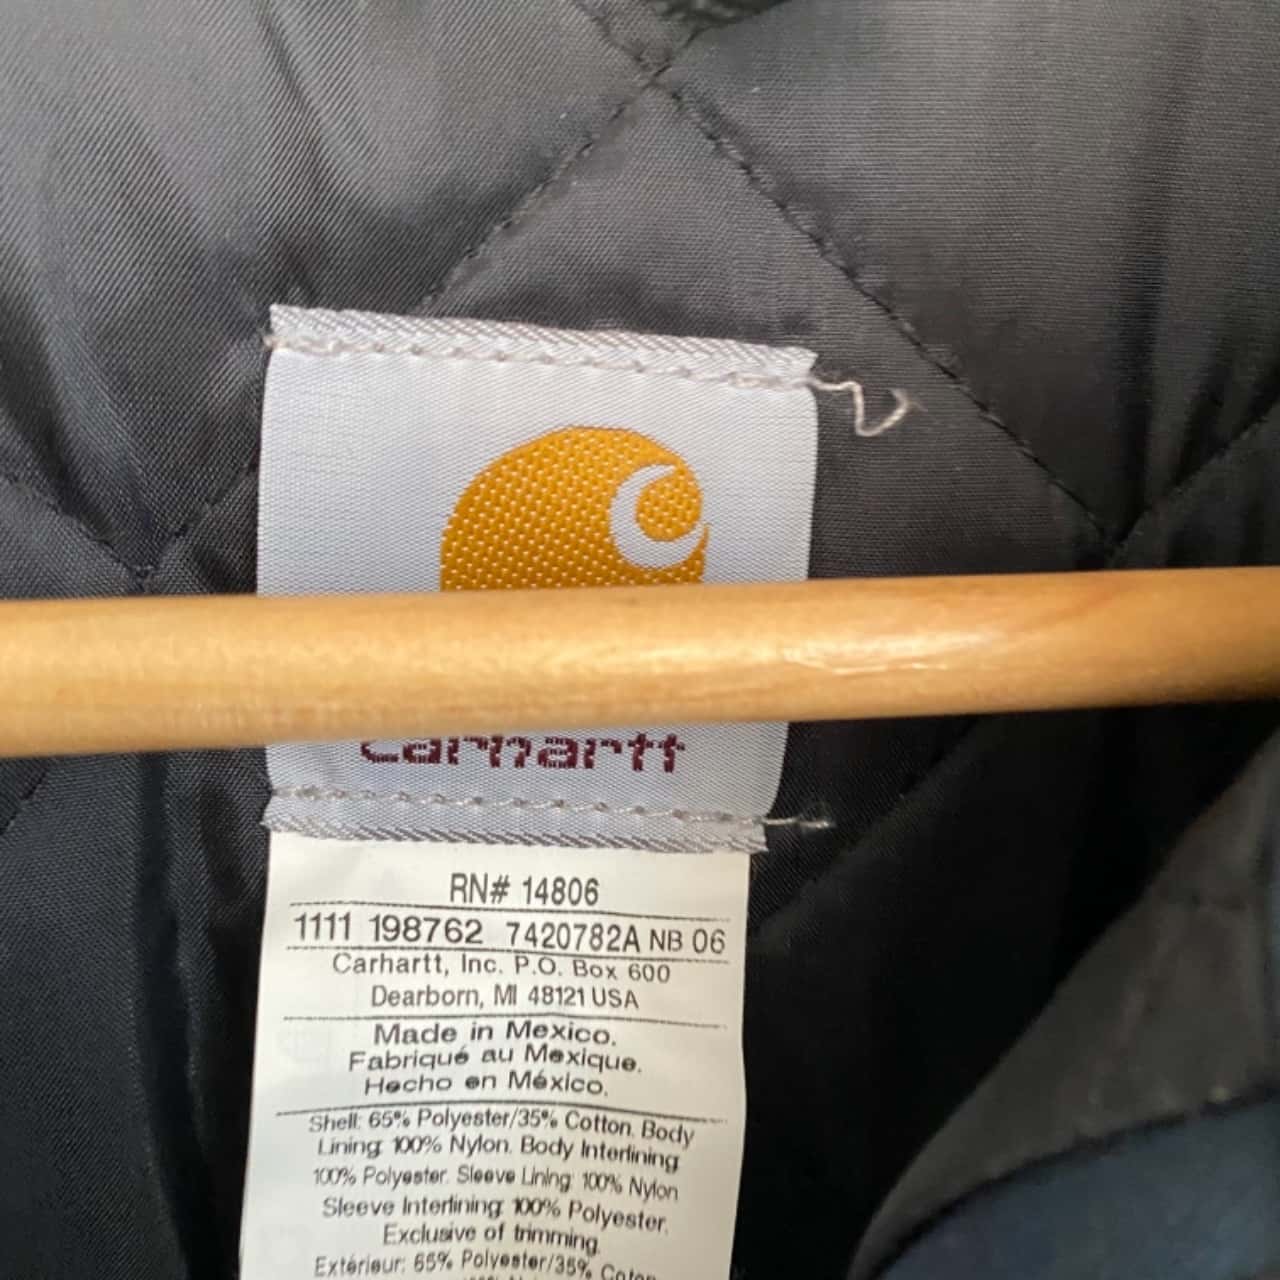 carhartt
RN# 14806
1111 198762 7420782A NB 06
Carhartt, Inc. P.O. Box 600
Dearborn, MI 48121 USA
Made in Mexico.
Fabriqué au Mexique.
Hecho en México.
Shell: 65% Polyester/35% Cotton. Body
Lining: 100% Nylon. Body Interlining:
100% Polyester. Sleeve Lining: 100% Nylon
Sleeve Interlining: 100% Polyester.
Exclusive of trimming.
Extérieur: 65% Polyester/35% Coton